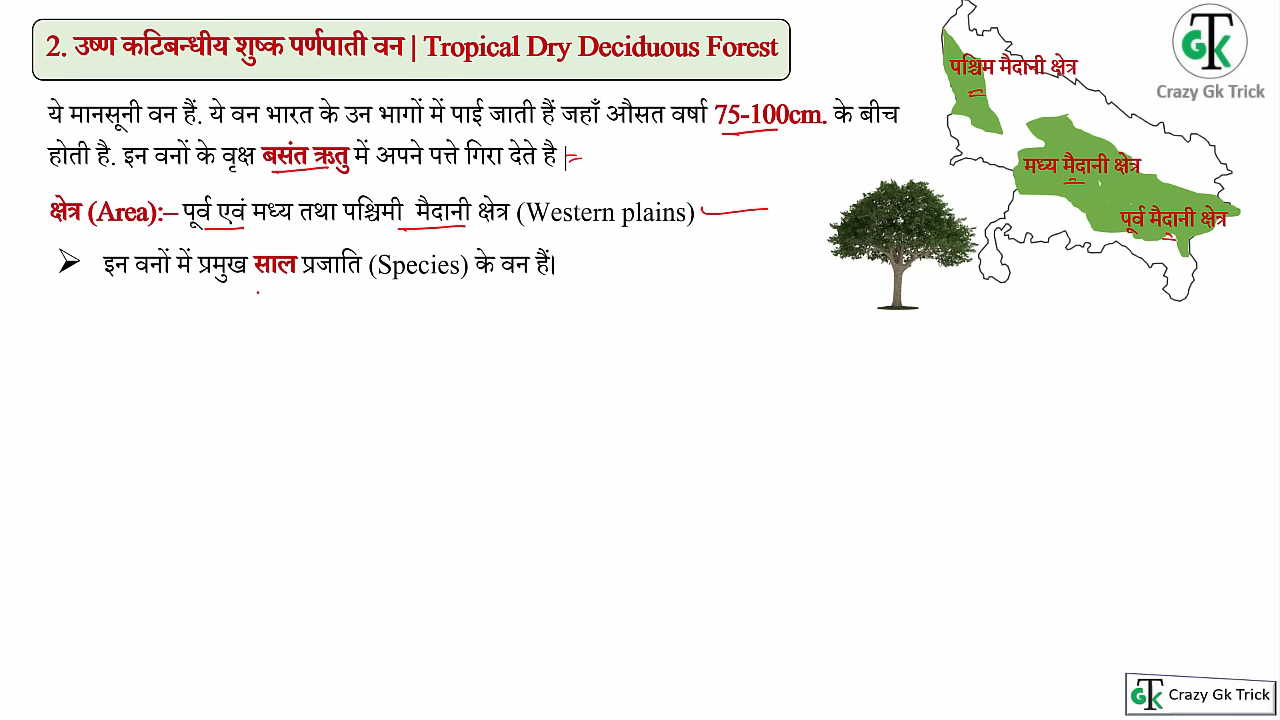 2. उष्ण कटिबन्धीय शुष्क पर्णपाती वन | Tropical Dry Deciduous Forest
ये मानसूनी वन हैं. ये वन भारत के उन भागों में पाई जाती हैं जहाँ औसत वर्षा 75-100cm. के बीच
होती है. इन वनों के वृक्ष बसंत ऋतु में अपने पत्ते गिरा देते है |
क्षेत्र (Area):– पूर्व एवं मध्य तथा पश्चिमी मैदानी क्षेत्र (Western plains)
➢ इन वनों में प्रमुख साल प्रजाति (Species) के वन हैं।
पश्चिम मैदानी क्षेत्र
मध्य मैदानी क्षेत्र
पूर्व मैदानी क्षेत्र
GTK
Crazy Gk Trick
GTK Crazy Gk Trick